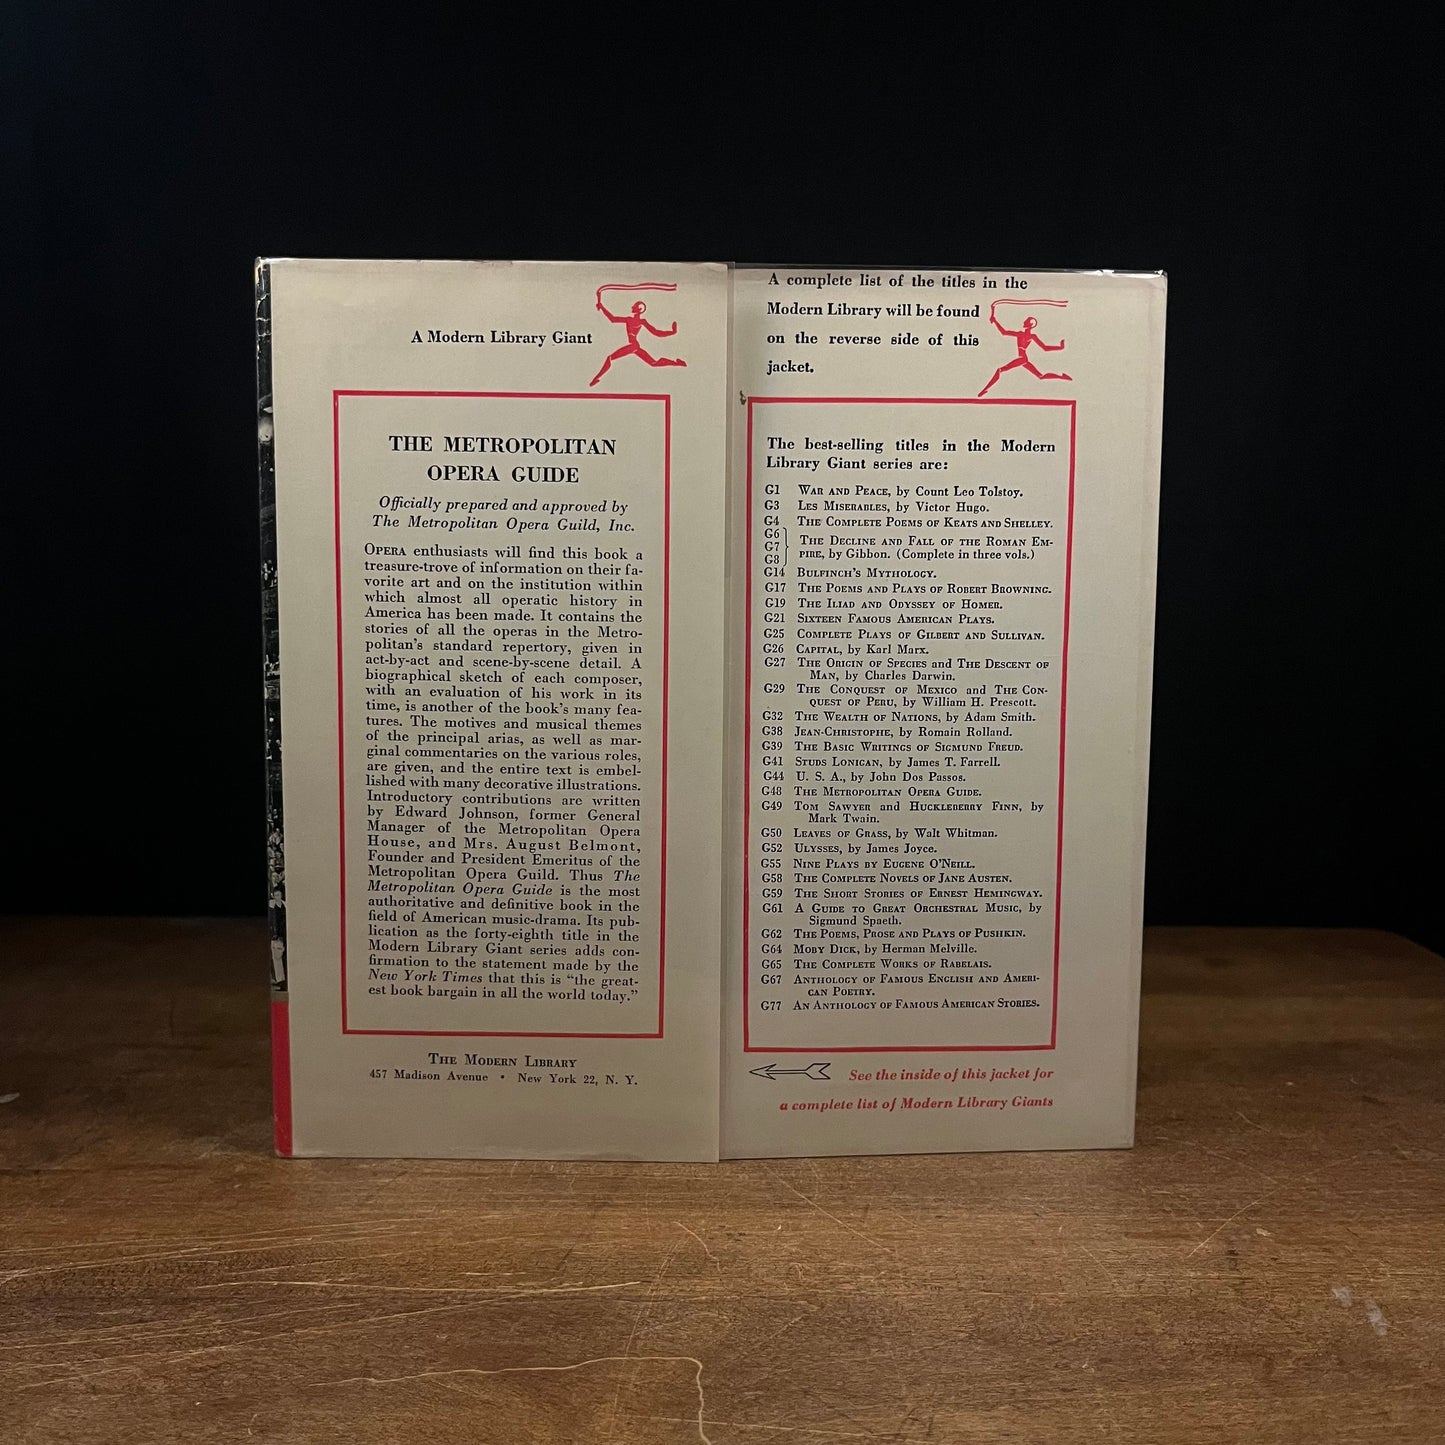 A Modern Library Giant
THE METROPOLITAN
OPERA GUIDE
Officially prepared and approved by
The Metropolitan Opera Guild, Inc.
OPERA enthusiasts will find this book a
treasure-trove of information on their fa-
vorite art and on the institution within
which almost all operatic history in
America has been made. It contains the
stories of all the operas in the Metro-
politan's standard repertory, given in
act-by-act and scene-by-scene detail. A
biographical sketch of each composer,
with an evaluation of his work in its
time, is another of the book's many fea-
tures. The motives and musical themes
of the principal arias, as well as mar-
ginal commentaries on the various roles,
are given, and the entire text is embel-
lished with many decorative illustrations.
Introductory contributions are written
by Edward Johnson, former General
Manager of the Metropolitan Opera
House, and Mrs. August Belmont,
Founder and President Emeritus of the
Metropolitan Opera Guild. Thus The
Metropolitan Opera Guide is the most
authoritative and definitive book in the
field of American music-drama. Its pub-
lication as the forty-eighth title in the
Modern Library Giant series adds con-
firmation to the statement made by the
New York Times that this is "the great-
est book bargain in all the world today."
THE MODERN LIBRARY
457 Madison Avenue • New York 22, N. Y.
A complete list of the titles in the
Modern Library will be found
on the reverse side of this
jacket.
The best-selling titles in the Modern
Library Giant series are:
G1 WAR AND PEACE, by Count Leo Tolstoy.
G3 LES MISERABLES, by Victor Hugo.
G4 THE COMPLETE POEMS OF KEATS AND SHELLEY.
G6
G7 THE DECLINE AND FALL OF THE ROMAN EM-
G8 PIRE, by Gibbon. (Complete in three vols.)
G14 BULFINCH'S MYTHOLOGY.
G17 THE POEMS AND PLAYS OF ROBERT BROWNING.
G19 THE ILIAD AND ODYSSEY OF HOMER.
G21 SIXTEEN FAMOUS AMERICAN PLAYS.
G25 COMPLETE PLAYS OF GILBERT AND SULLIVAN.
G26 CAPITAL, by Karl Marx.
G27 THE ORIGIN OF SPECIES and THE DESCENT OF
MAN, by Charles Darwin.
G29 THE CONQUEST OF MEXICO and THE CON-
QUEST OF PERU, by William H. Prescott.
G32 THE WEALTH OF NATIONS, by Adam Smith.
G38 JEAN-CHRISTOPHE, by Romain Rolland.
G39 THE BASIC WRITINGS OF SIGMUND FREUD.
G41 STUDS LONIGAN, by James T. Farrell.
G44 U. S. A., by John Dos Passos.
G48 THE METROPOLITAN OPERA GUIDE.
G49 TOM SAWYER and HUCKLEBERRY FINN, by
Mark Twain.
G50 LEAVES OF GRASS, by Walt Whitman.
G52 ULYSSES, by James Joyce.
G55 NINE PLAYS BY EUGENE O'NEILL.
G58 THE COMPLETE NOVELS OF JANE AUSTEN.
G59 THE SHORT STORIES OF ERNEST HEMINGWAY.
G61 A GUIDE TO GREAT ORCHESTRAL MUSIC, by
Sigmund Spaeth.
G62 THE POEMS, PROSE AND PLAYS OF PUSHKIN.
G64 MOBY DICK, by Herman Melville.
G65 THE COMPLETE WORKS OF RABELAIS.
G67 ANTHOLOGY OF FAMOUS ENGLISH AND AMERI-
CAN POETRY.
G77 AN ANTHOLOGY OF FAMOUS AMERICAN STORIES.
See the inside of this jacket for
a complete list of Modern Library Giants